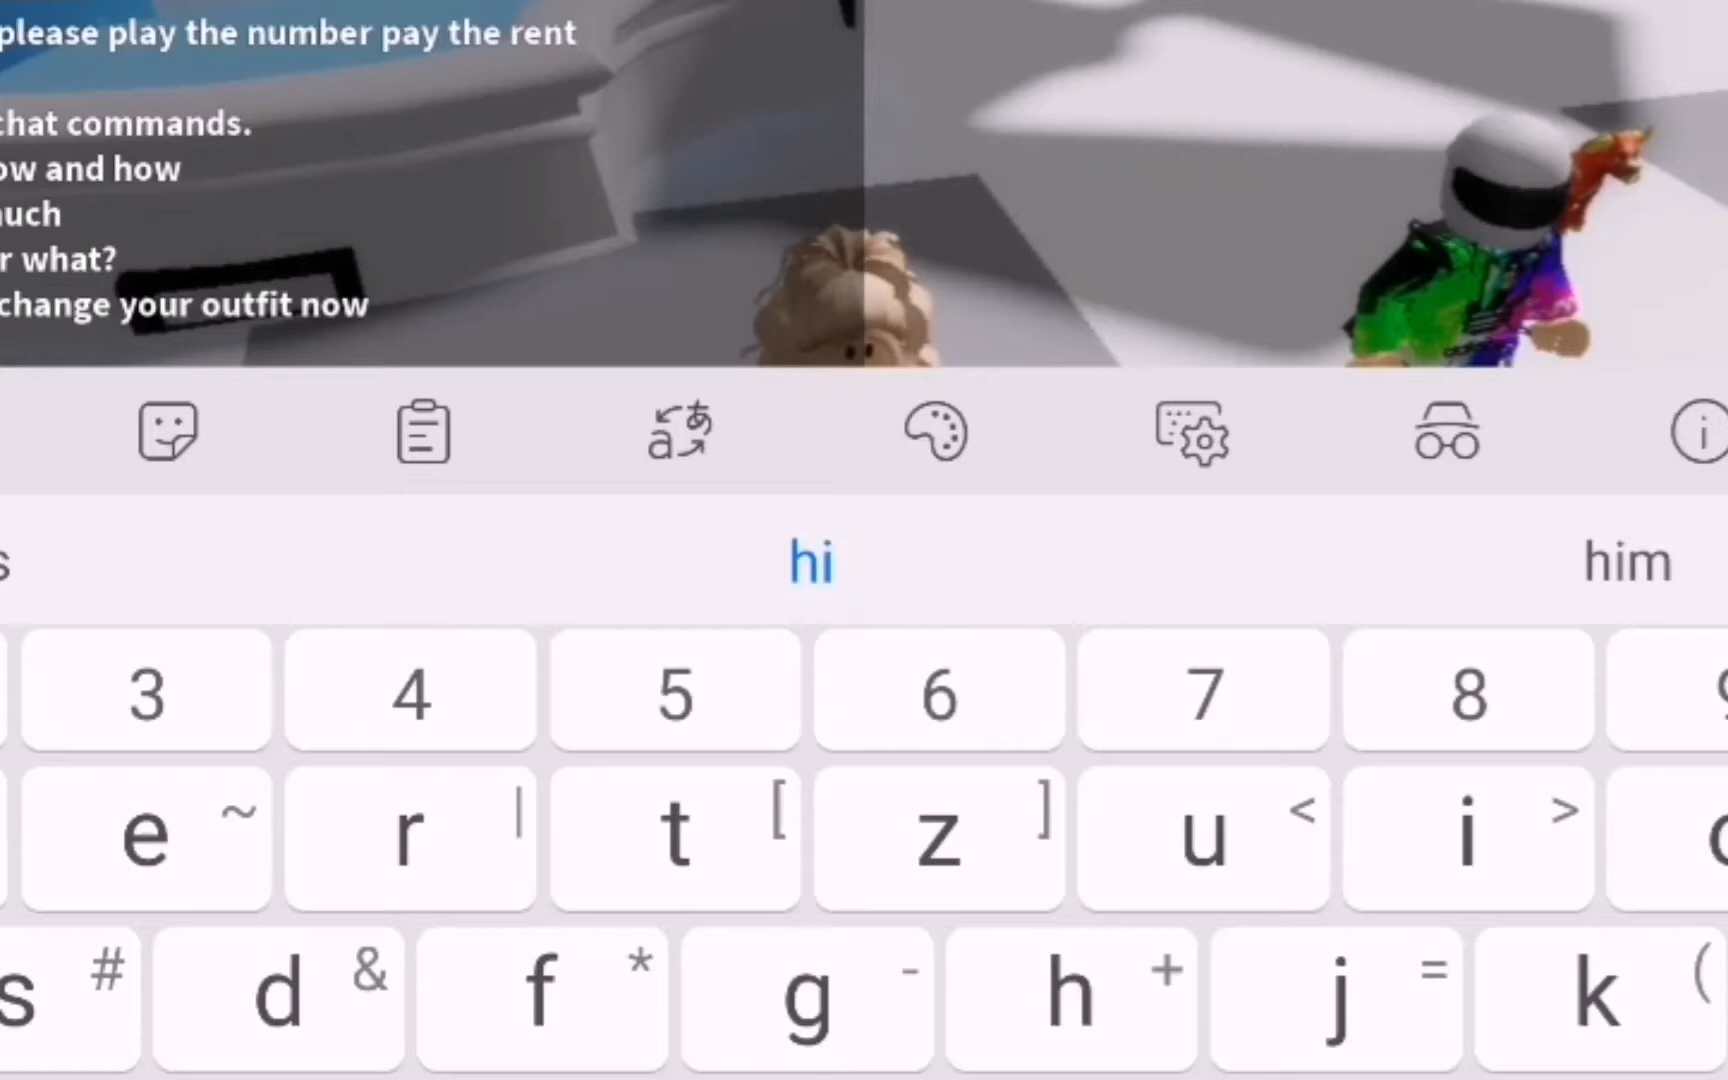 please play the number pay the rent
chat commands.
ow and how
uch
r what?
change your outfit now
s hi him
3 4 5 6 7 8 9
e ~ r | t [ z ] u < i >
s # d & f * g - h + j = k (